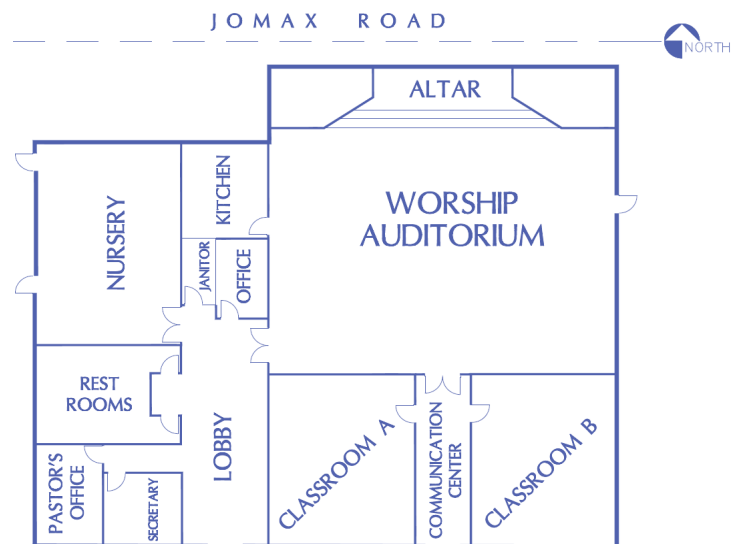 JOMAX ROAD
NORTH
ALTAR
WORSHIP
AUDITORIUM
KITCHEN
NURSERY
JANITOR
OFFICE
REST
ROOMS
LOBBY
CLASSROOM A
COMMUNICATION
CENTER
CLASSROOM B
PASTOR'S
OFFICE
SECRETARY